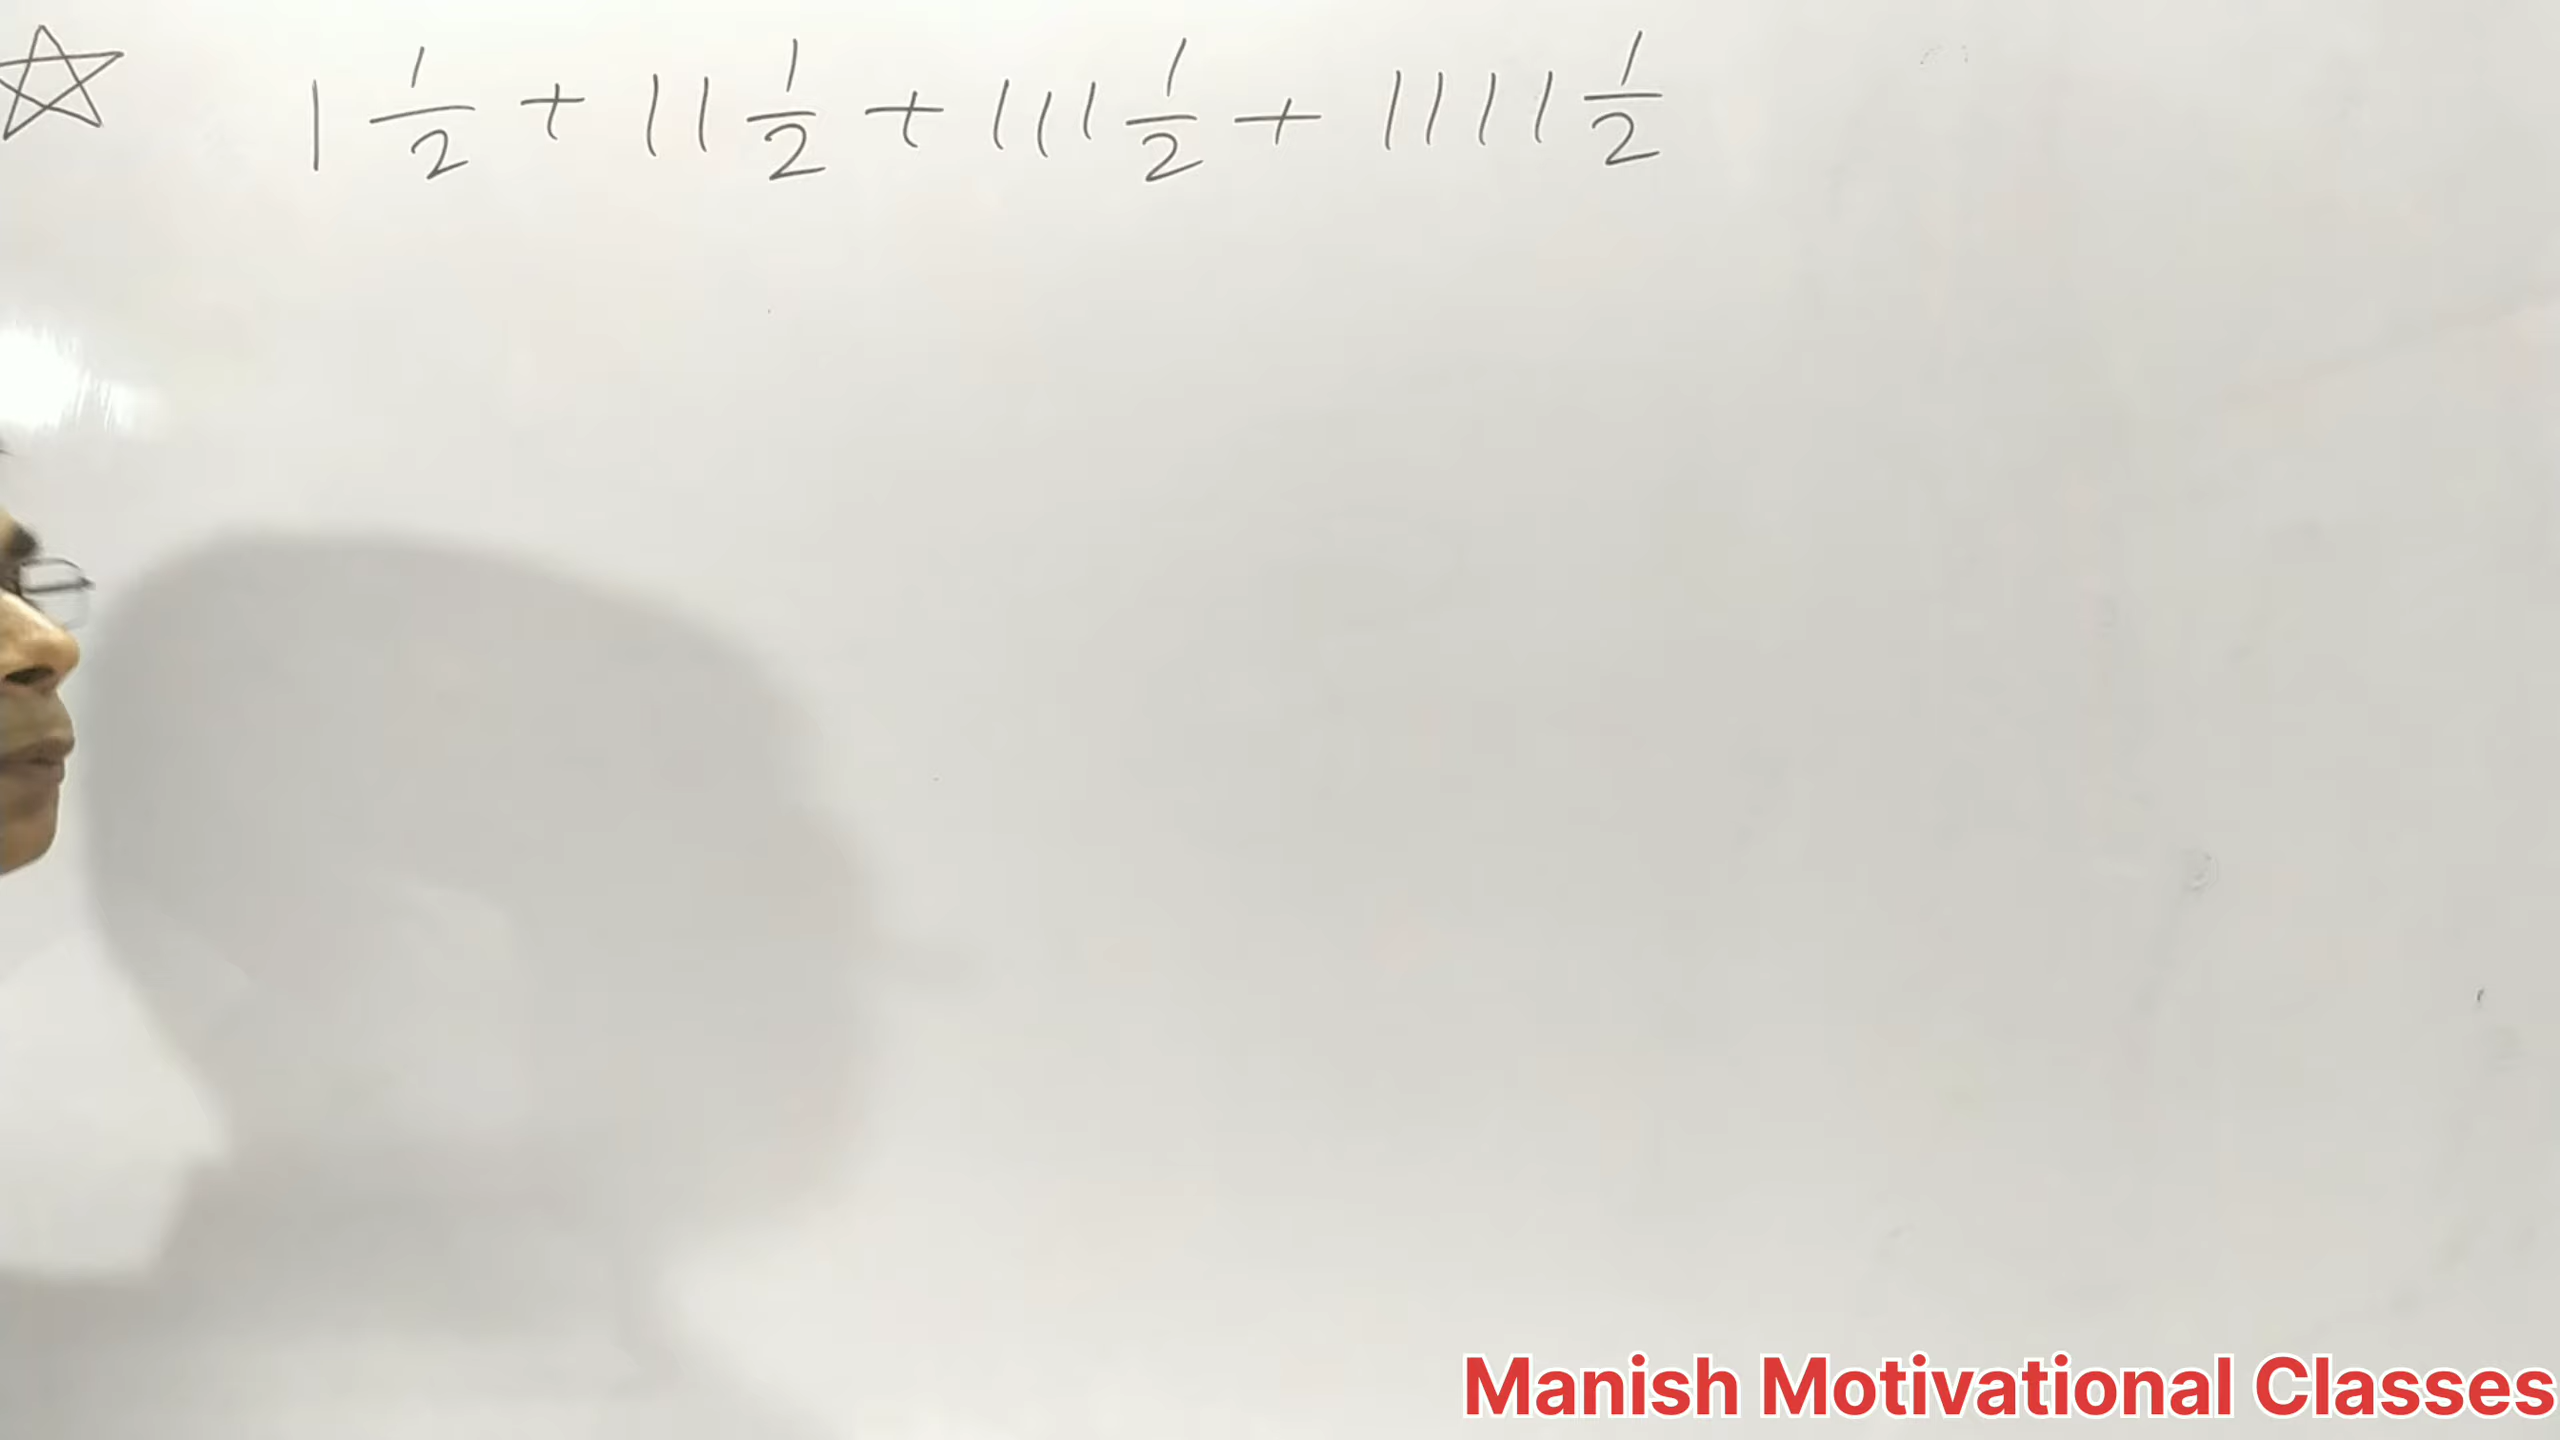 1 1/2 + 11 1/2 + 111 1/2 + 1111 1/2
Manish Motivational Classes